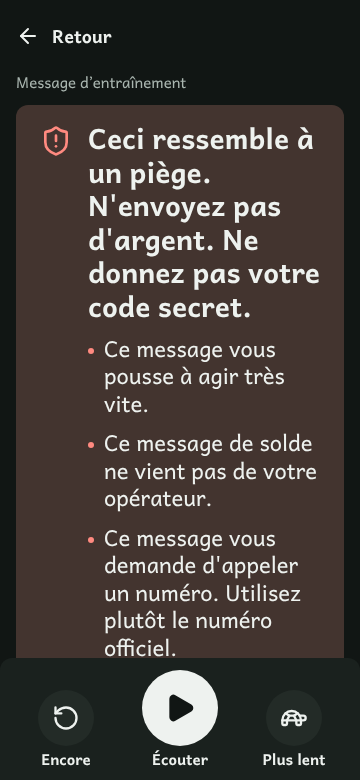 Retour
Message d’entraînement
Ceci ressemble à
un piège.
N'envoyez pas
d'argent. Ne
donnez pas votre
code secret.
Ce message vous
pousse à agir très
vite.
Ce message de solde
ne vient pas de votre
opérateur.
Ce message vous
demande d'appeler
un numéro. Utilisez
plutôt le numéro
officiel.
Encore
Écouter
Plus lent